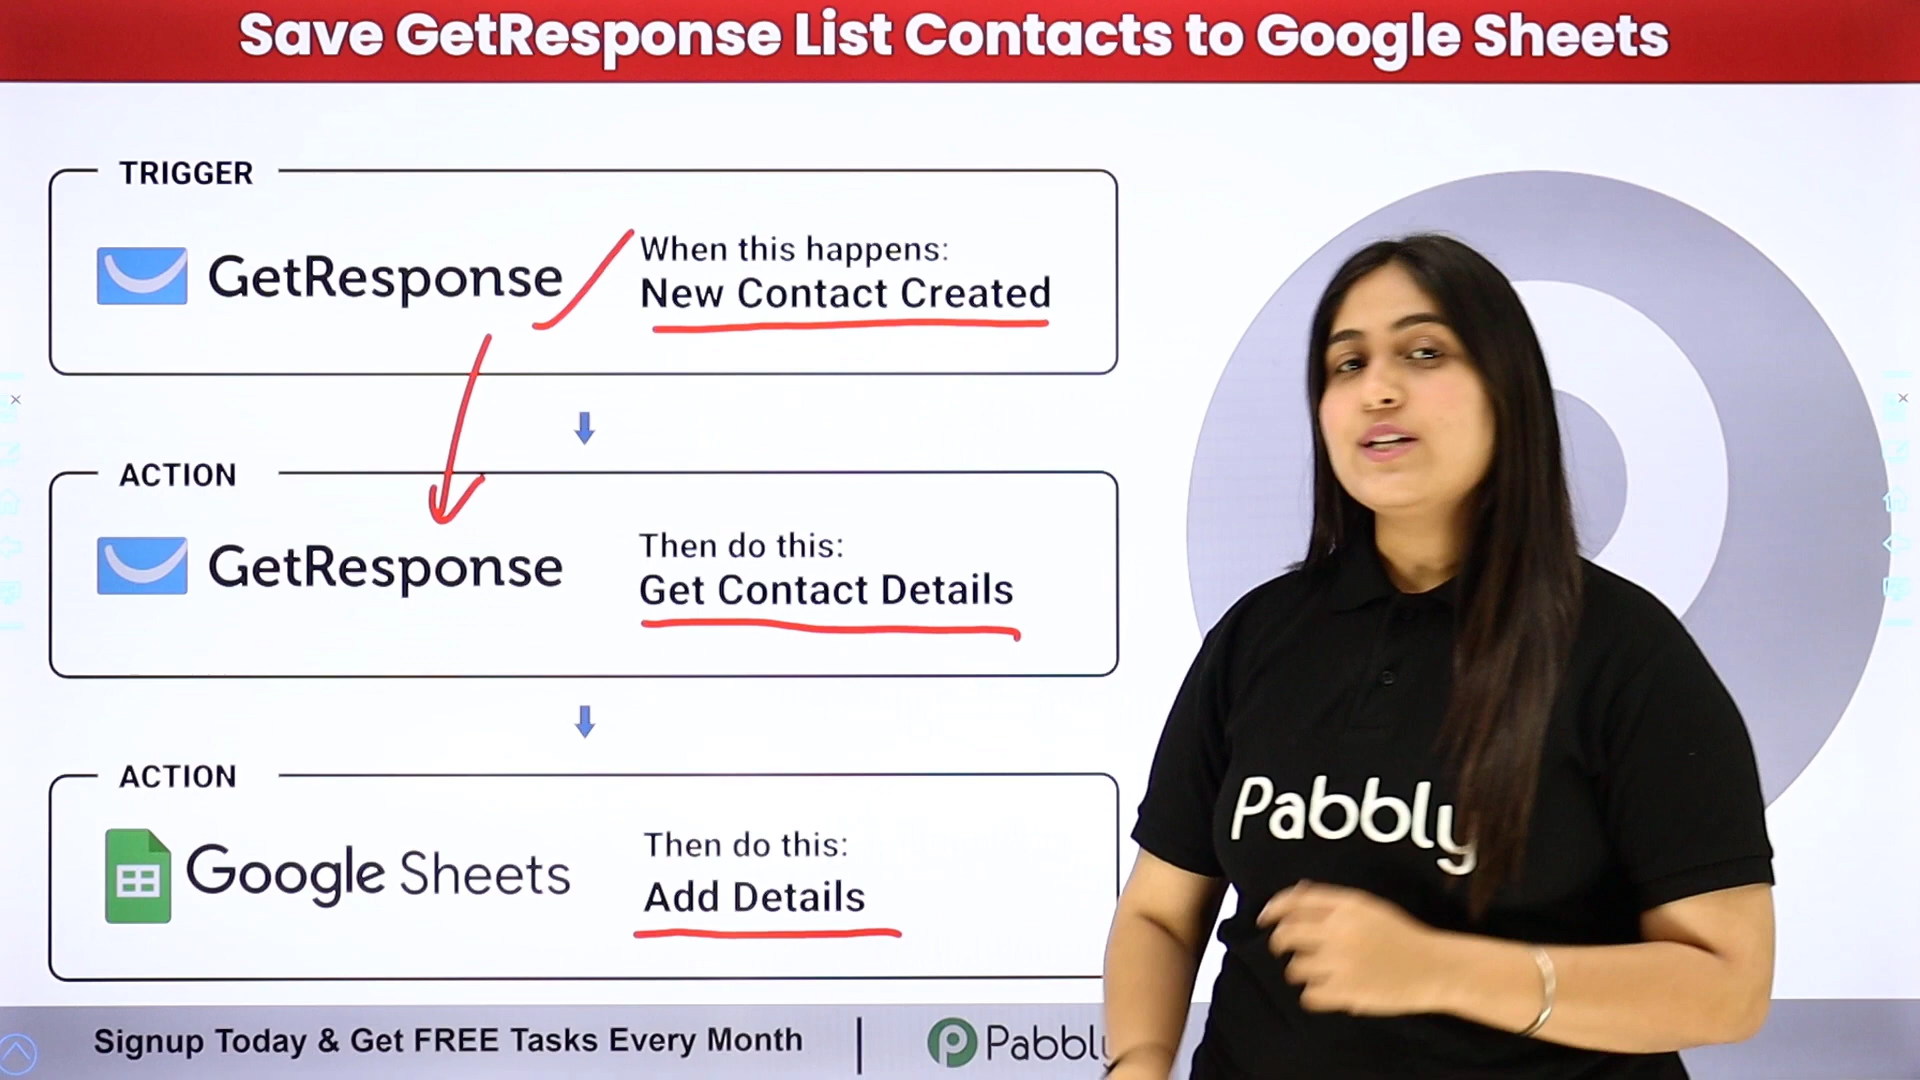 Save GetResponse List Contacts to Google Sheets
TRIGGER
GetResponse
When this happens:
New Contact Created
ACTION
GetResponse
Then do this:
Get Contact Details
ACTION
Google Sheets
Then do this:
Add Details
Pabbly
Signup Today & Get FREE Tasks Every Month
Pabbly